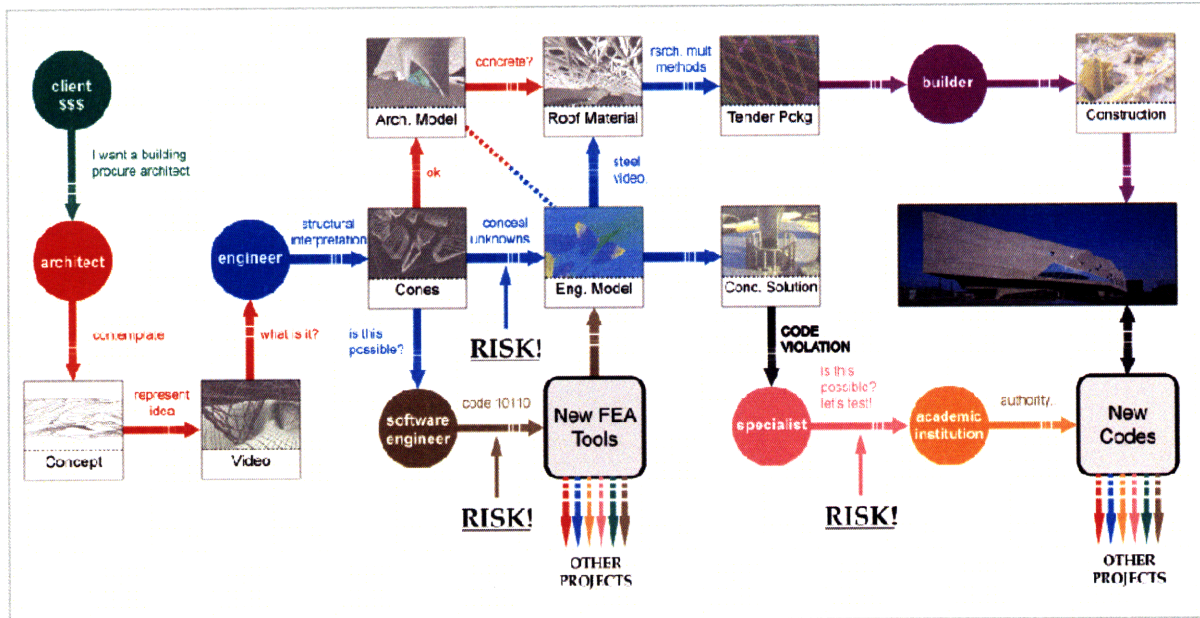 client
$$$
I want a building
procure architect
architect
contemplate
Concept
represent
idea
Video
what is it?
engineer
structural
interpretation
Cones
ok
Arch. Model
concrete?
Roof Material
rsrch. mult
methods
Tender Pckg
builder
Construction
conceal
unknowns
RISK!
Eng. Model
steel
video.
Conc. Solution
is this
possible?
software
engineer
code 10110
RISK!
New FEA
Tools
OTHER
PROJECTS
CODE
VIOLATION
specialist
is this
possible?
let's test!
RISK!
academic
institution
authority.
New
Codes
OTHER
PROJECTS